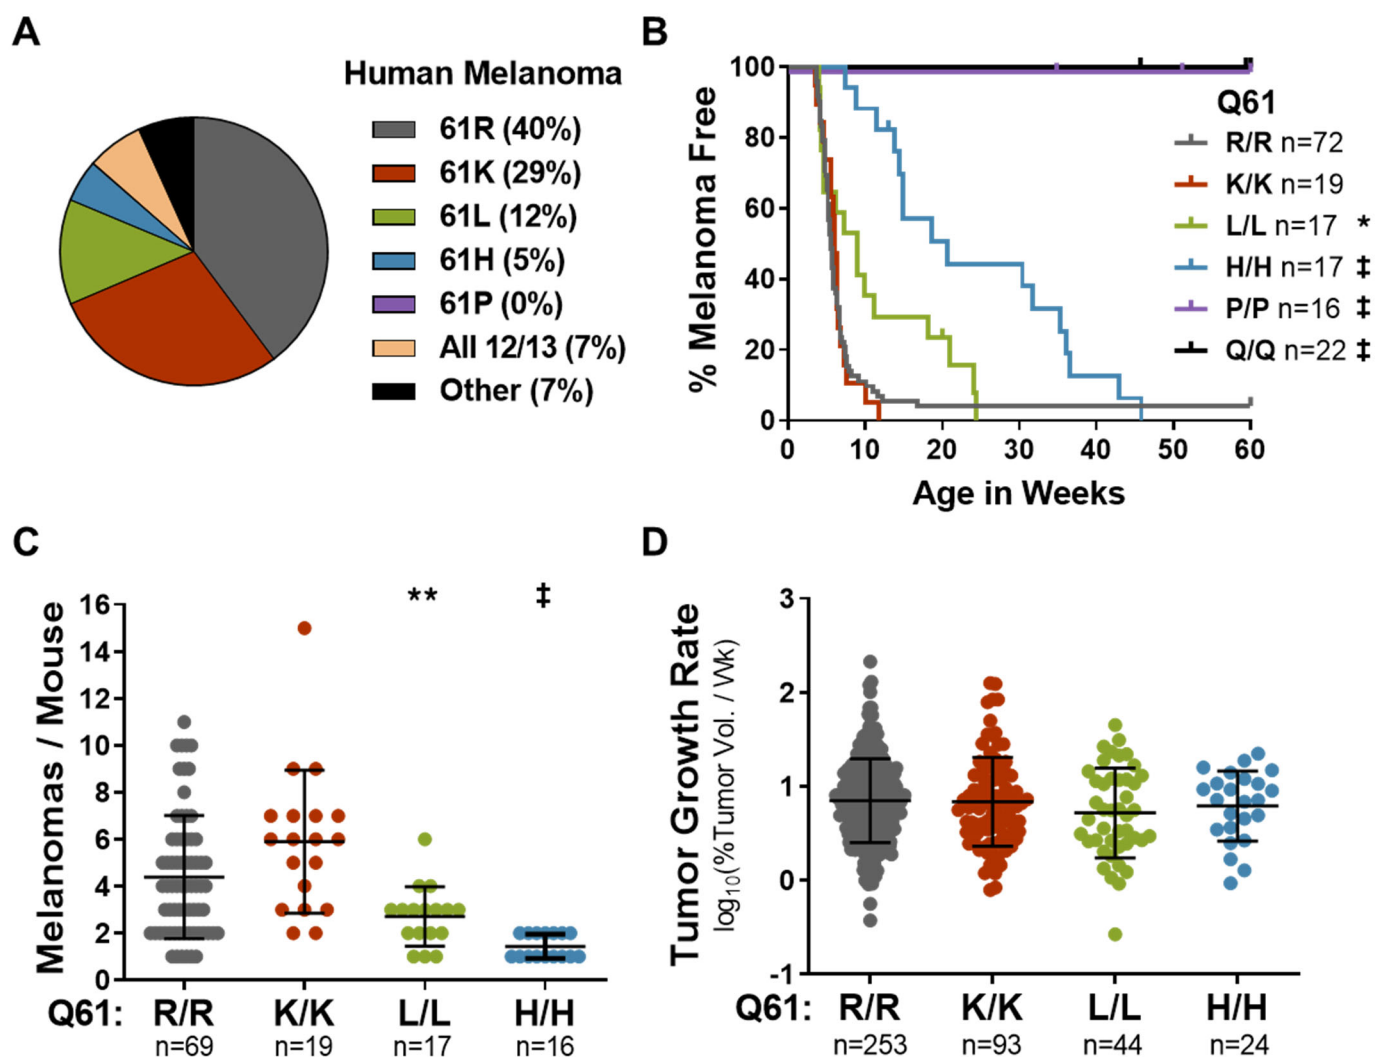 A
Human Melanoma
61R (40%)
61K (29%)
61L (12%)
61H (5%)
61P (0%)
All 12/13 (7%)
Other (7%)
B
% Melanoma Free
100
80
60
40
20
0
0 10 20 30 40 50 60
Age in Weeks
Q61
R/R n=72
K/K n=19
L/L n=17 *
H/H n=17 ‡
P/P n=16 ‡
Q/Q n=22 ‡
C
Melanomas / Mouse
16
14
12
10
8
6
4
2
0
** ‡
Q61: R/R K/K L/L H/H
n=69 n=19 n=17 n=16
D
Tumor Growth Rate
log₁₀(%Tumor Vol. / Wk)
3
2
1
0
-1
Q61: R/R K/K L/L H/H
n=253 n=93 n=44 n=24